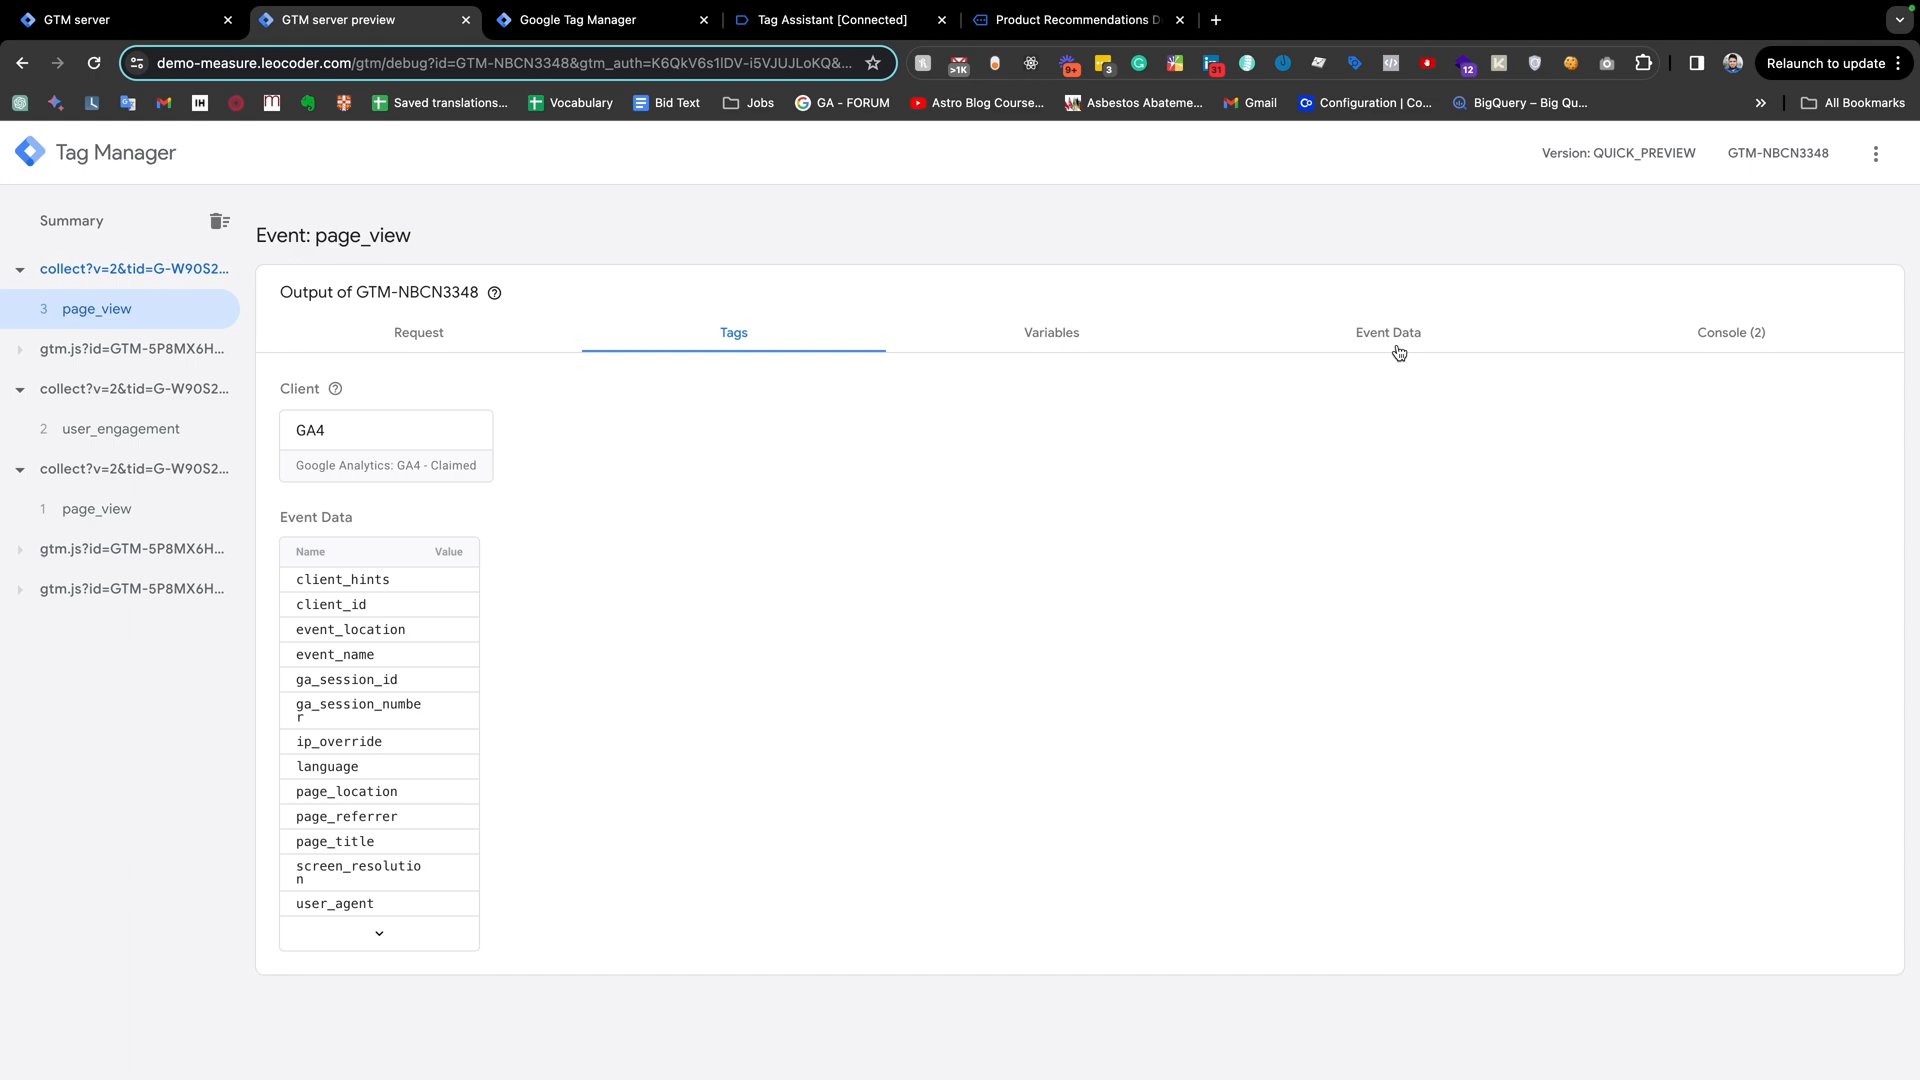 GTM server
GTM server preview
Google Tag Manager
Tag Assistant [Connected]
Product Recommendations D
demo-measure.leocoder.com/gtm/debug?id=GTM-NBCN3348&gtm_auth=K6QkV6s1lDV-i5VJUJLoKQ&...
>1K
9+
3
31
12
Relaunch to update
IH
Saved translations...
Vocabulary
Bid Text
Jobs
GA - FORUM
Astro Blog Course...
Asbestos Abateme...
Gmail
Configuration | Co...
BigQuery – Big Qu...
»
All Bookmarks
Tag Manager
Version: QUICK_PREVIEW
GTM-NBCN3348
Summary
collect?v=2&tid=G-W90S2...
3 page_view
gtm.js?id=GTM-5P8MX6H...
collect?v=2&tid=G-W90S2...
2 user_engagement
collect?v=2&tid=G-W90S2...
1 page_view
gtm.js?id=GTM-5P8MX6H...
gtm.js?id=GTM-5P8MX6H...
Event: page_view
Output of GTM-NBCN3348
Request
Tags
Variables
Event Data
Console (2)
Client
GA4
Google Analytics: GA4 - Claimed
Event Data
Name Value
client_hints
client_id
event_location
event_name
ga_session_id
ga_session_numbe
r
ip_override
language
page_location
page_referrer
page_title
screen_resolutio
n
user_agent